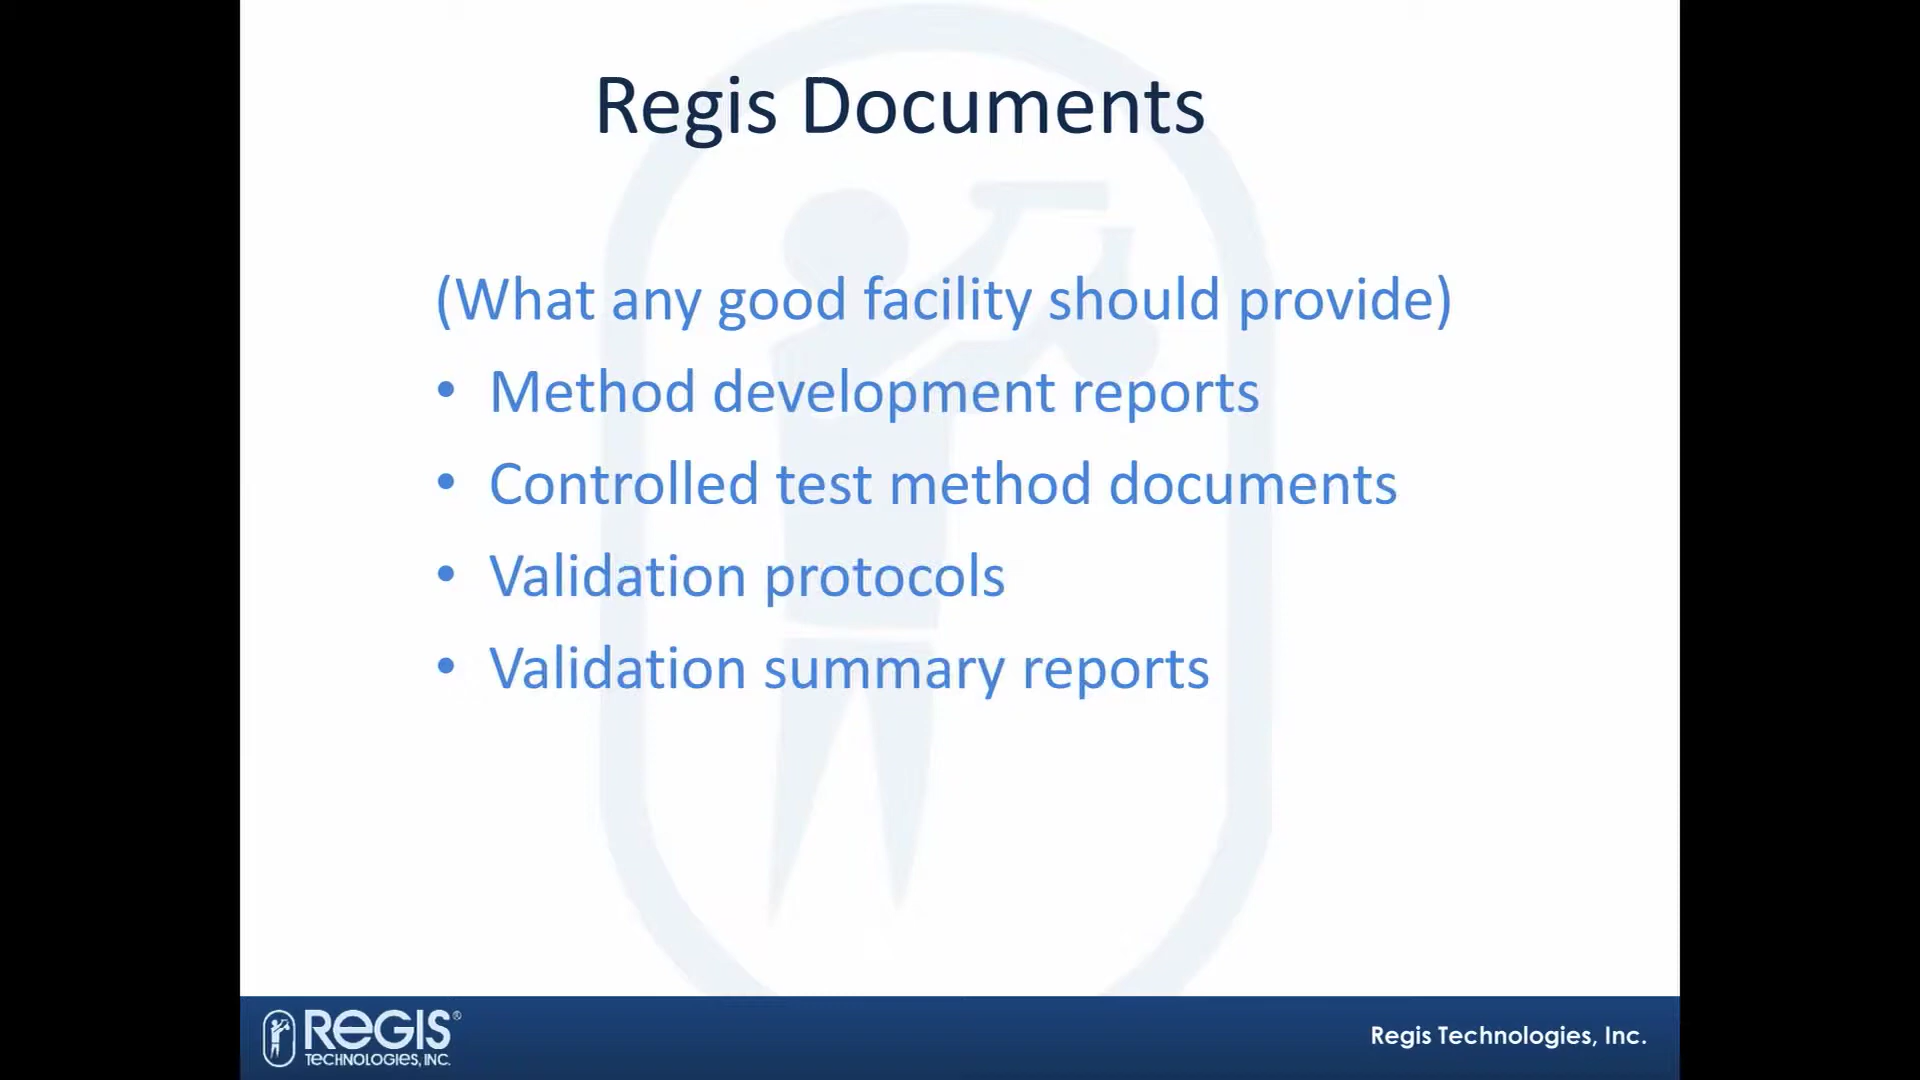 Regis Documents
(What any good facility should provide)
• Method development reports
• Controlled test method documents
• Validation protocols
• Validation summary reports
REGIS®
TECHNOLOGIES, INC.
Regis Technologies, Inc.